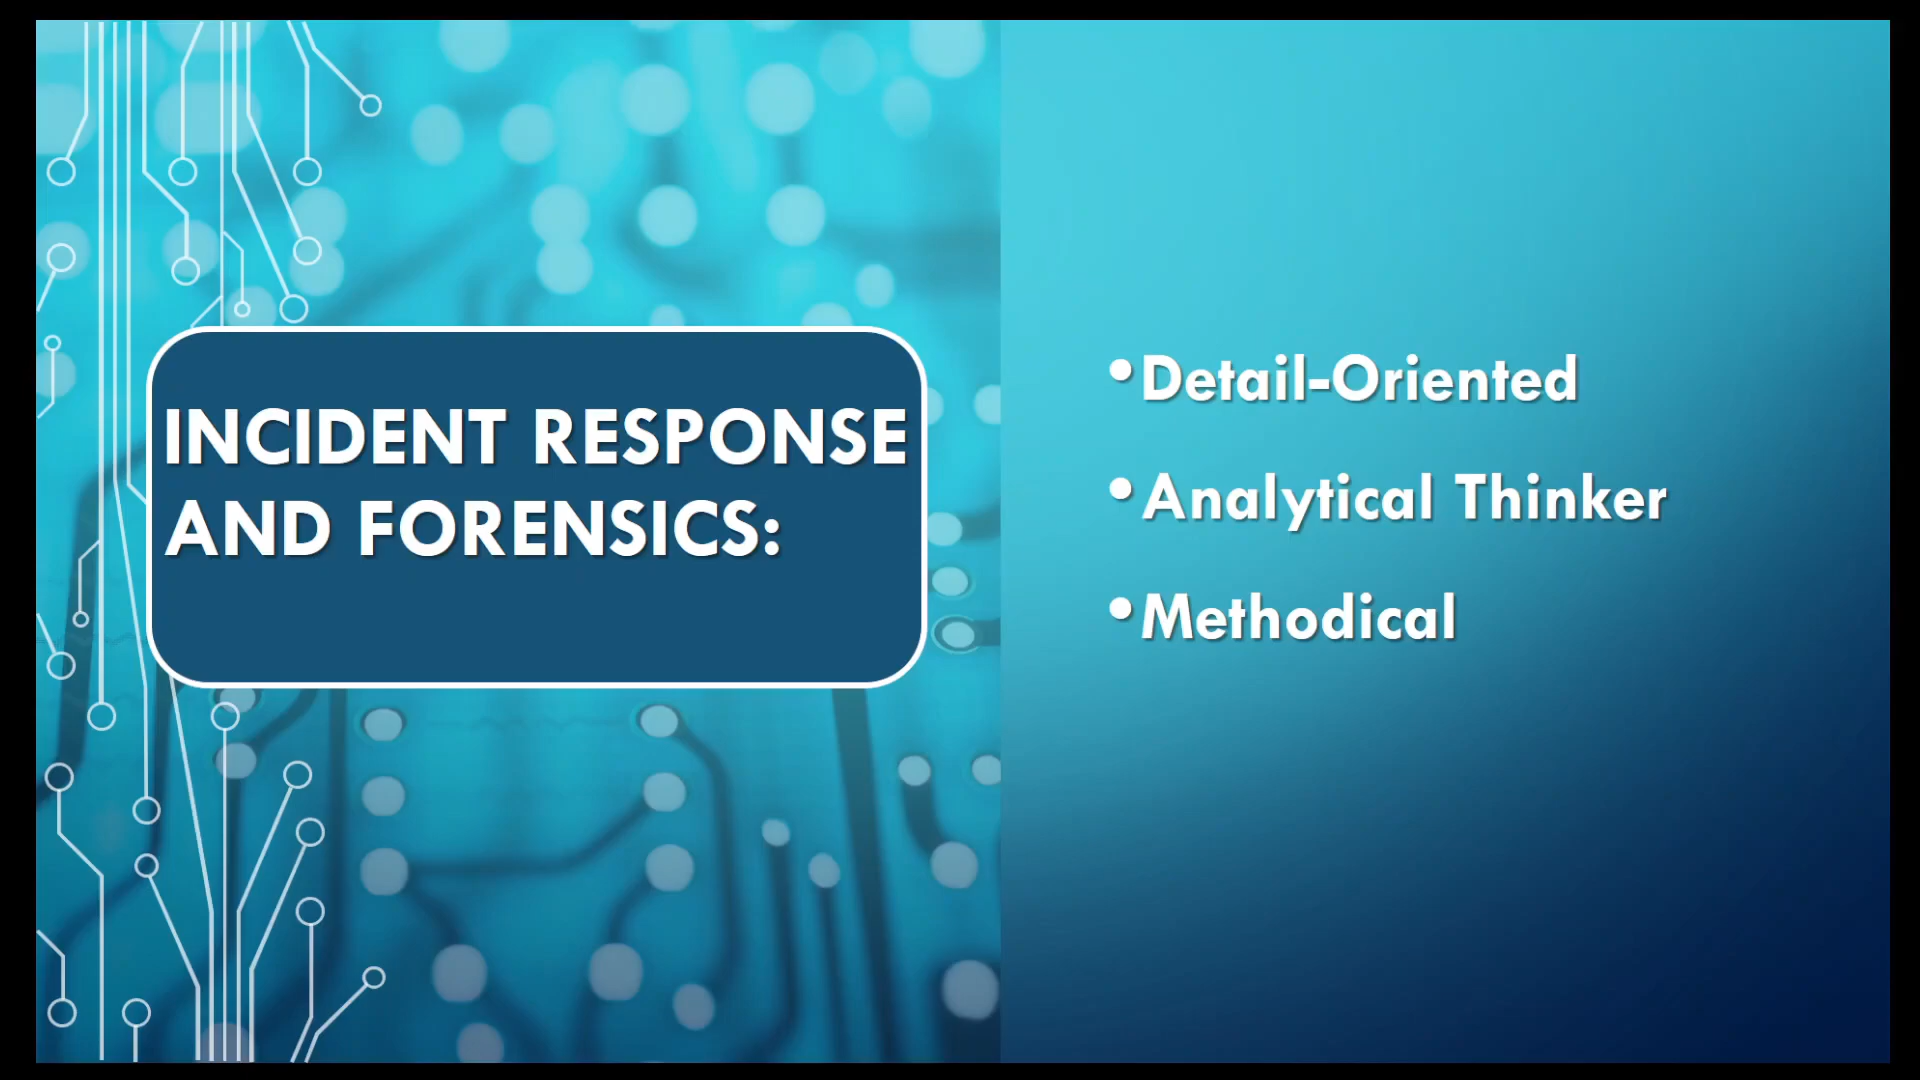 INCIDENT RESPONSE
AND FORENSICS:
•Detail-Oriented
•Analytical Thinker
•Methodical